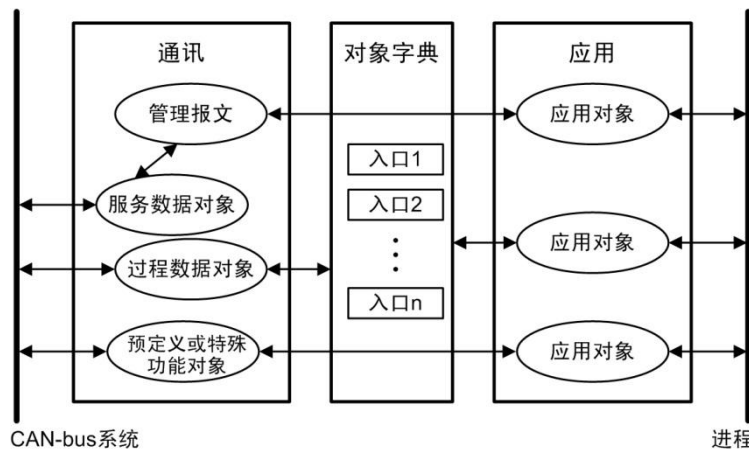 通讯
对象字典
应用
管理报文
应用对象
入口1
服务数据对象
入口2
过程数据对象
应用对象
入口n
预定义或特殊
功能对象
应用对象
CAN-bus系统
进程